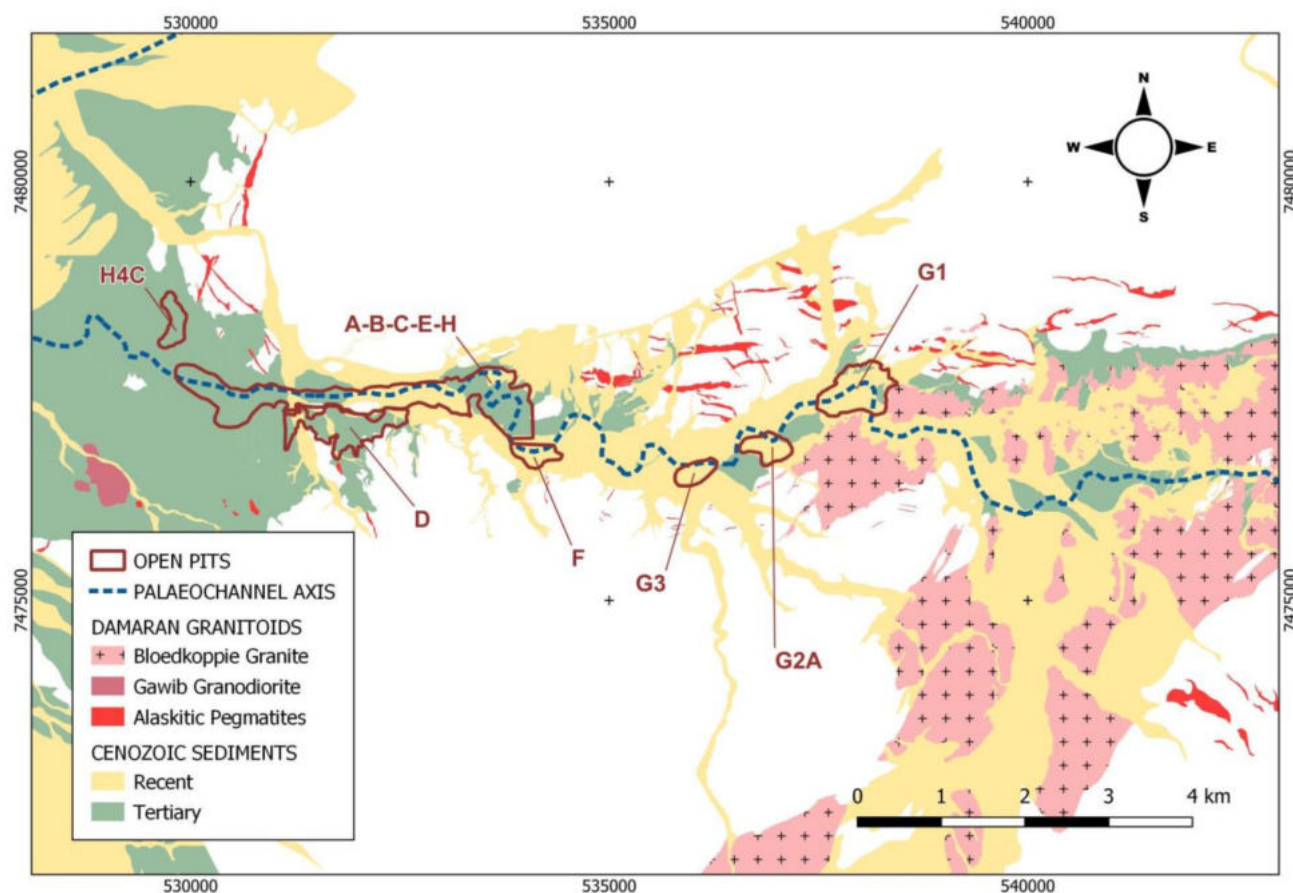 530000
535000
540000
7480000
7480000
N
W
E
S
H4C
G1
A-B-C-E-H
D
F
G3
G2A
7475000
7475000
OPEN PITS
PALAEOCHANNEL AXIS
DAMARAN GRANITOIDS
Bloedkoppie Granite
Gawib Granodiorite
Alaskitic Pegmatites
CENOZOIC SEDIMENTS
Recent
Tertiary
0 1 2 3 4 km
530000
535000
540000